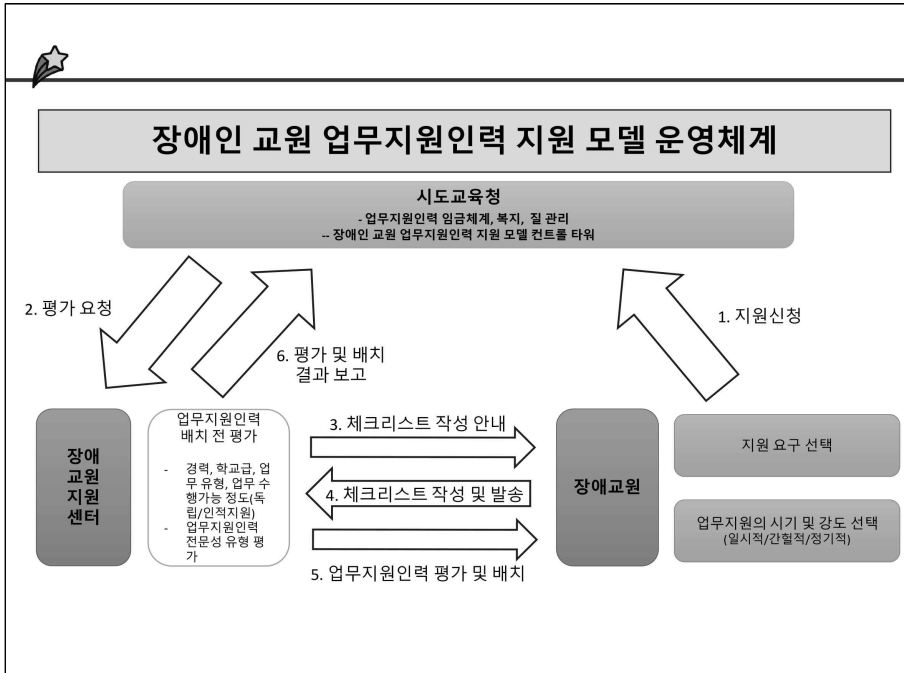 장애인 교원 업무지원인력 지원 모델 운영체계
시도교육청
- 업무지원인력 임금체계, 복지, 질 관리
-- 장애인 교원 업무지원인력 지원 모델 컨트롤 타워
2. 평가 요청
1. 지원신청
6. 평가 및 배치
결과 보고
장애
교원
지원
센터
업무지원인력
배치 전 평가
- 경력, 학교급, 업
무 유형, 업무 수
행가능 정도(독
립/인적지원)
- 업무지원인력
전문성 유형 평
가
3. 체크리스트 작성 안내
4. 체크리스트 작성 및 발송
5. 업무지원인력 평가 및 배치
장애교원
지원 요구 선택
업무지원의 시기 및 강도 선택
(일시적/간헐적/정기적)